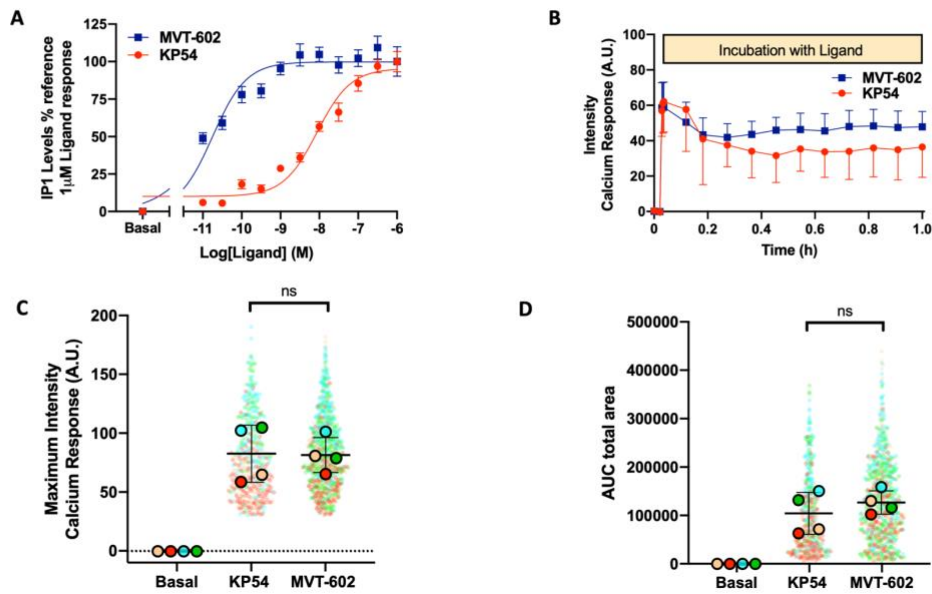 A
IP1 Levels % reference
1μM Ligand response
125
100
75
50
25
0
MVT-602
KP54
Basal
-11
-10
-9
-8
-7
-6
Log[Ligand] (M)
B
Intensity
Calcium Response (A.U.)
100
80
60
40
20
0
Incubation with Ligand
MVT-602
KP54
0
0.2
0.4
0.6
0.8
1.0
Time (h)
C
Maximum Intensity
Calcium Response (A.U.)
200
150
100
50
0
ns
Basal
KP54
MVT-602
D
AUC total area
500000
400000
300000
200000
100000
0
ns
Basal
KP54
MVT-602